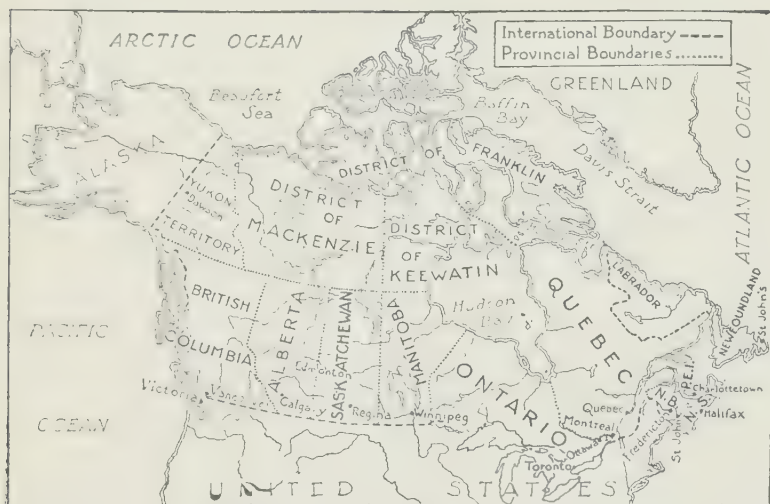 International Boundary
Provincial Boundaries
ARCTIC OCEAN
GREENLAND
Beaufort
Sea
Baffin
Bay
Davis Strait
ATLANTIC OCEAN
ALASKA
DISTRICT OF FRANKLIN
YUKON
Dawson
TERRITORY
DISTRICT
OF
MACKENZIE
DISTRICT
OF
KEEWATIN
LABRADOR
NEWFOUNDLAND
St John's
BRITISH
COLUMBIA
ALBERTA
SASKATCHEWAN
MANITOBA
Hudson
Bay
QUEBEC
ONTARIO
PACIFIC
OCEAN
Edmonton
Victoria
Vancouver
Calgary
Regina
Winnipeg
Quebec
Montreal
Ottawa
Toronto
N.B.
P.E.I.
Charlottetown
N.S.
Halifax
Fredericton
St John
UNITED STATES